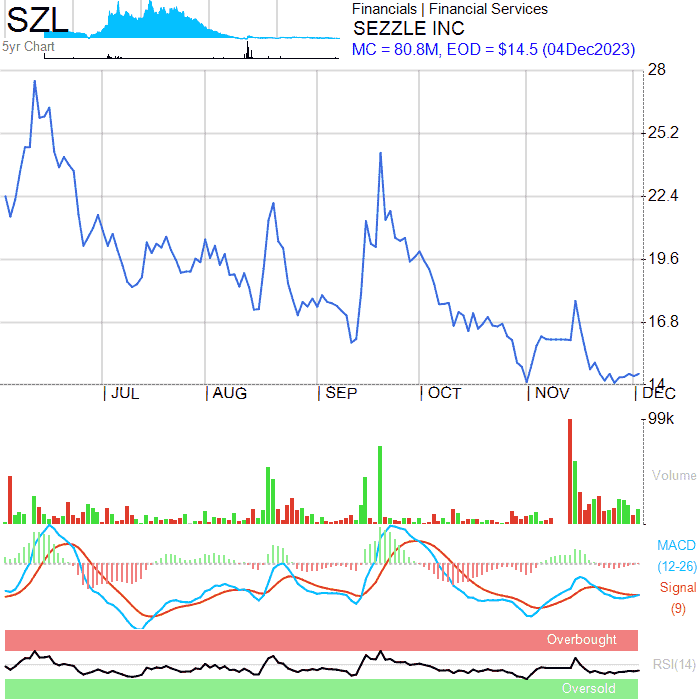 SZL
5yr Chart
Financials | Financial Services
SEZZLE INC
MC = 80.8M, EOD = $14.5 (04Dec2023)
28
25.2
22.4
19.6
16.8
14
JUL AUG SEP OCT NOV DEC
99k
Volume
MACD
(12-26)
Signal
(9)
Overbought
RSI(14)
Oversold